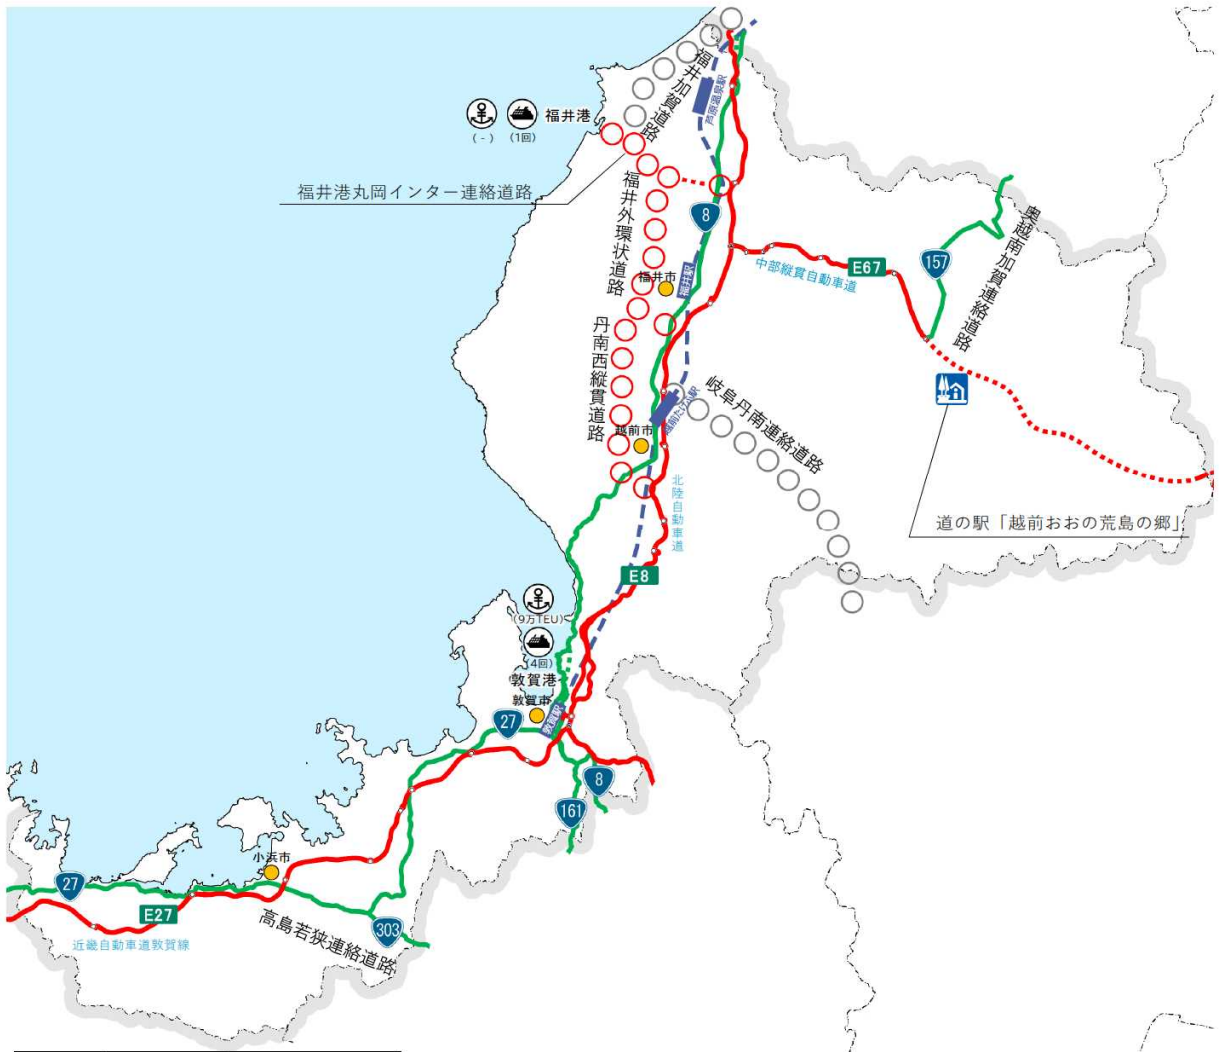 福井加賀道路
芦原温泉駅
福井港
(-)
(1回)
福井港丸岡インター連絡道路
福井外環状道路
8
奥越南加賀連絡道路
157
E67
中部縦貫自動車道
福井市
福井駅
丹南西縦貫道路
岐阜丹南連絡道路
越前たけふ駅
越前市
北陸自動車道
道の駅「越前おおの荒島の郷」
E8
(9万TEU)
(4回)
敦賀港
敦賀市
敦賀駅
27
8
161
小浜市
27
E27
303
高島若狭連絡道路
近畿自動車道敦賀線